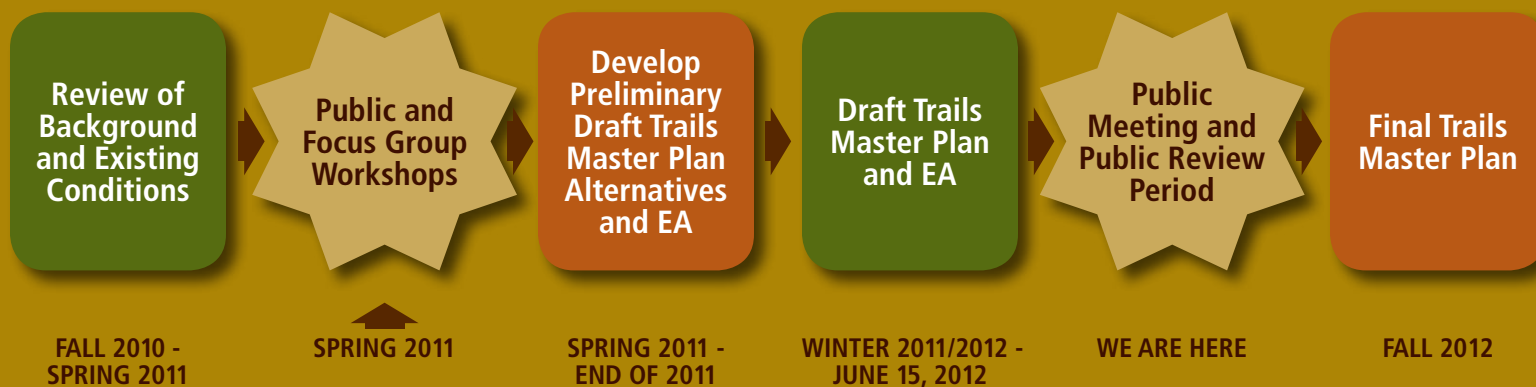 Review of
Background
and Existing
Conditions
Public and
Focus Group
Workshops
Develop
Preliminary
Draft Trails
Master Plan
Alternatives
and EA
Draft Trails
Master Plan
and EA
Public
Meeting and
Public Review
Period
Final Trails
Master Plan
FALL 2010 -
SPRING 2011
SPRING 2011
SPRING 2011 -
END OF 2011
WINTER 2011/2012 -
JUNE 15, 2012
WE ARE HERE
FALL 2012